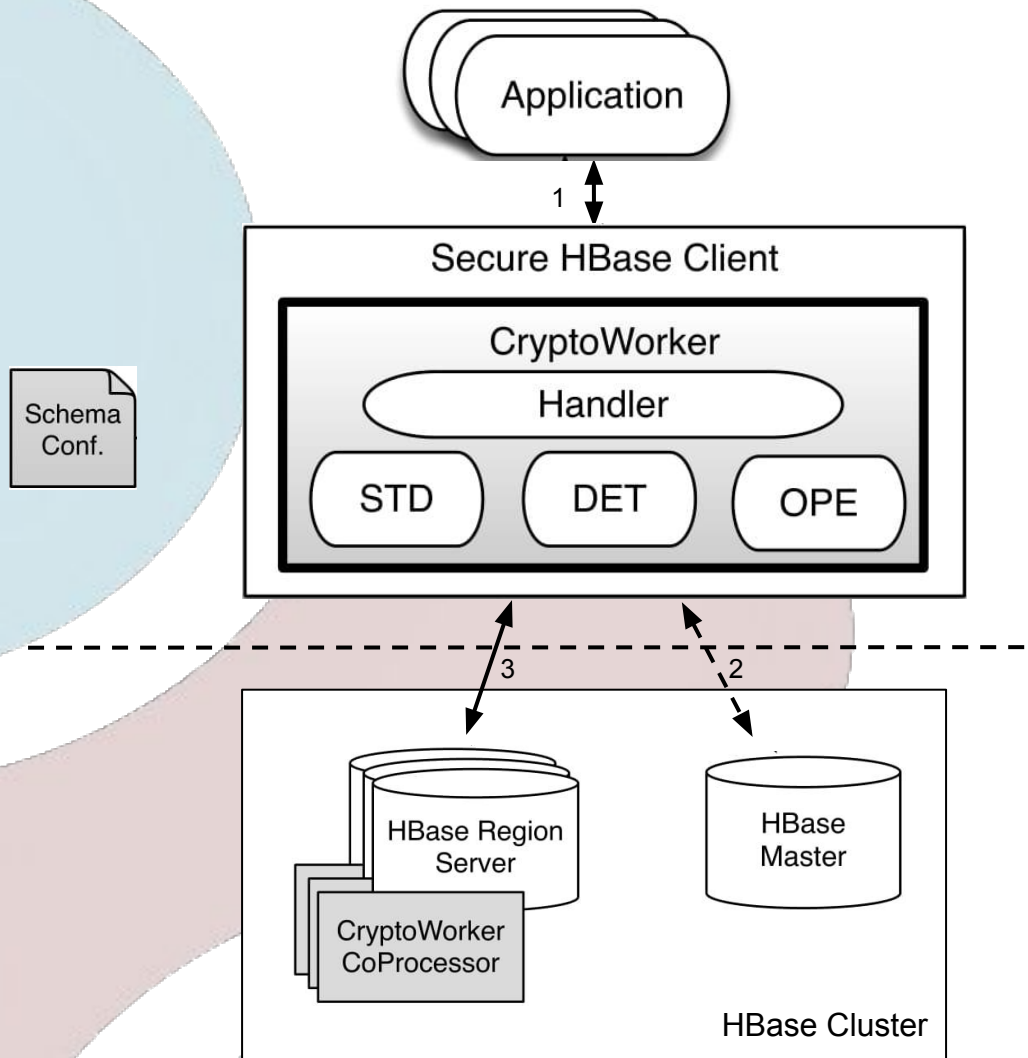 Application
1
Secure HBase Client
CryptoWorker
Handler
Schema
Conf.
STD
DET
OPE
3
2
HBase Region
Server
HBase
Master
CryptoWorker
CoProcessor
HBase Cluster